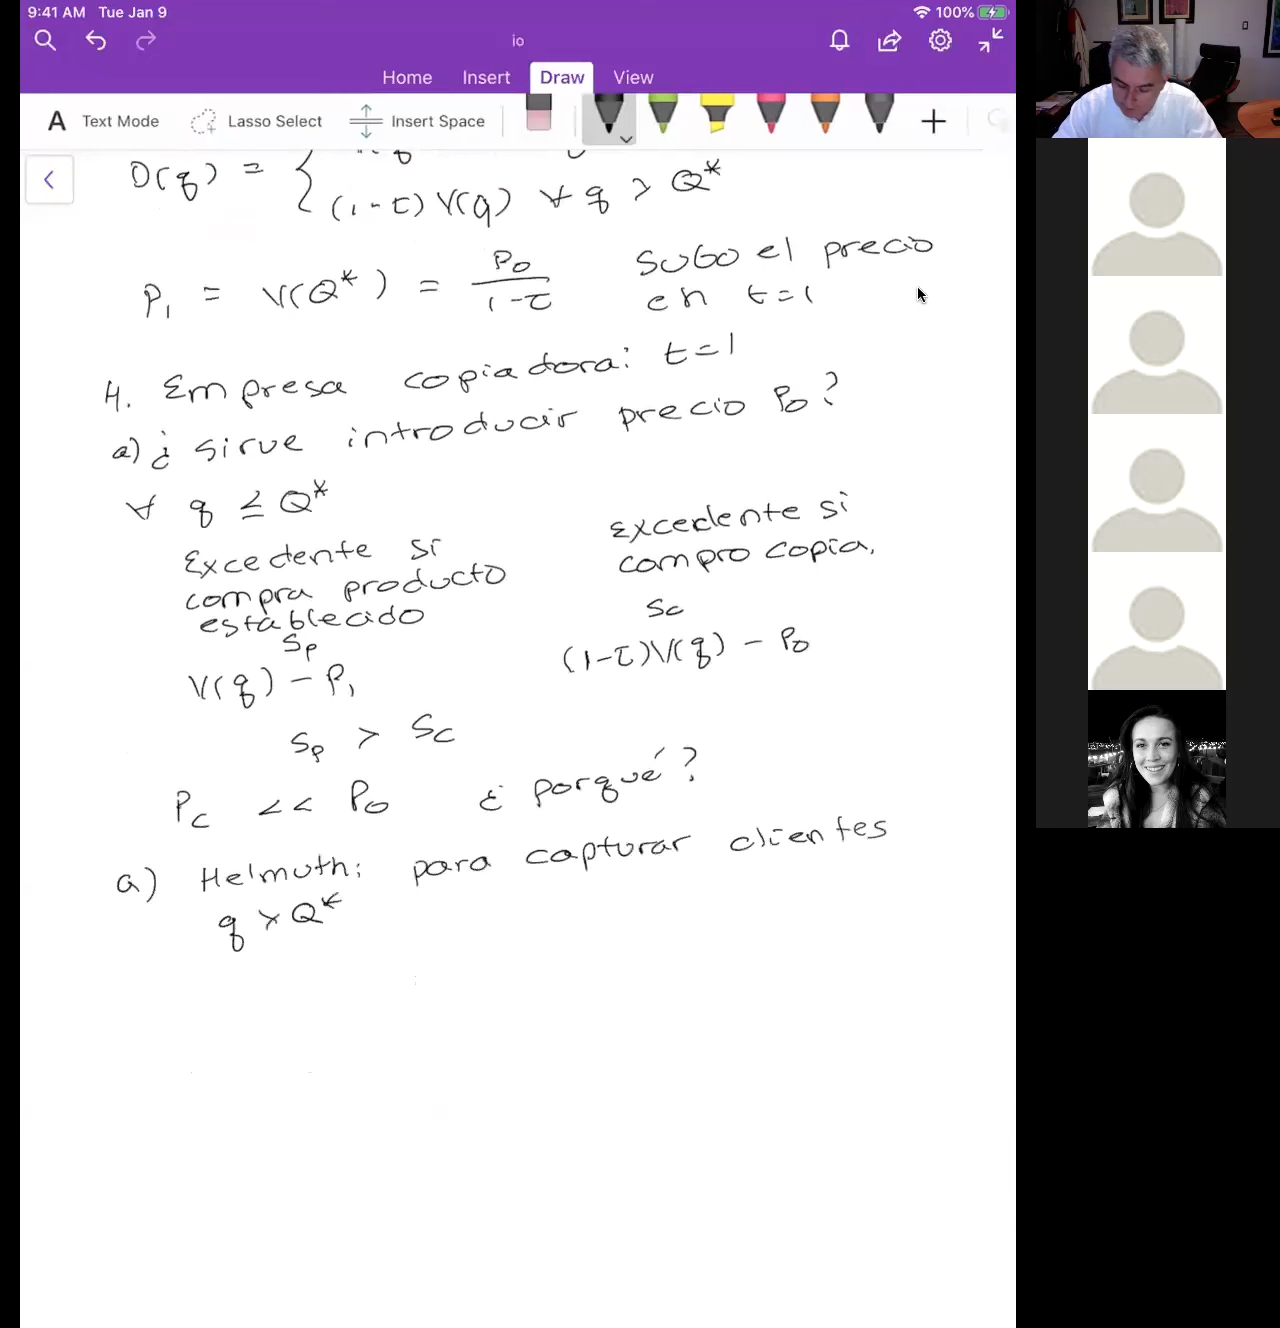 9:41 AM Tue Jan 9
100%
io
Home Insert Draw View
A Text Mode Lasso Select Insert Space
D(q) = {
(1-τ) V(q) ∀ q > Q*
P₁ = V(Q*) = P₀ / 1-τ subo el precio
en t=1
4. Empresa copiadora: t=1
a) ¿ sirve introducir precio P₀?
∀ q ≤ Q*
Excedente si
compra producto
establecido
Sp
V(q) - P₁
Excedente si
compro copia.
Sc
(1-τ)V(q) - P₀
Sp > Sc
Pc << P₀ ¿ porqué?
a) Helmuth: para capturar clientes
q > Q*